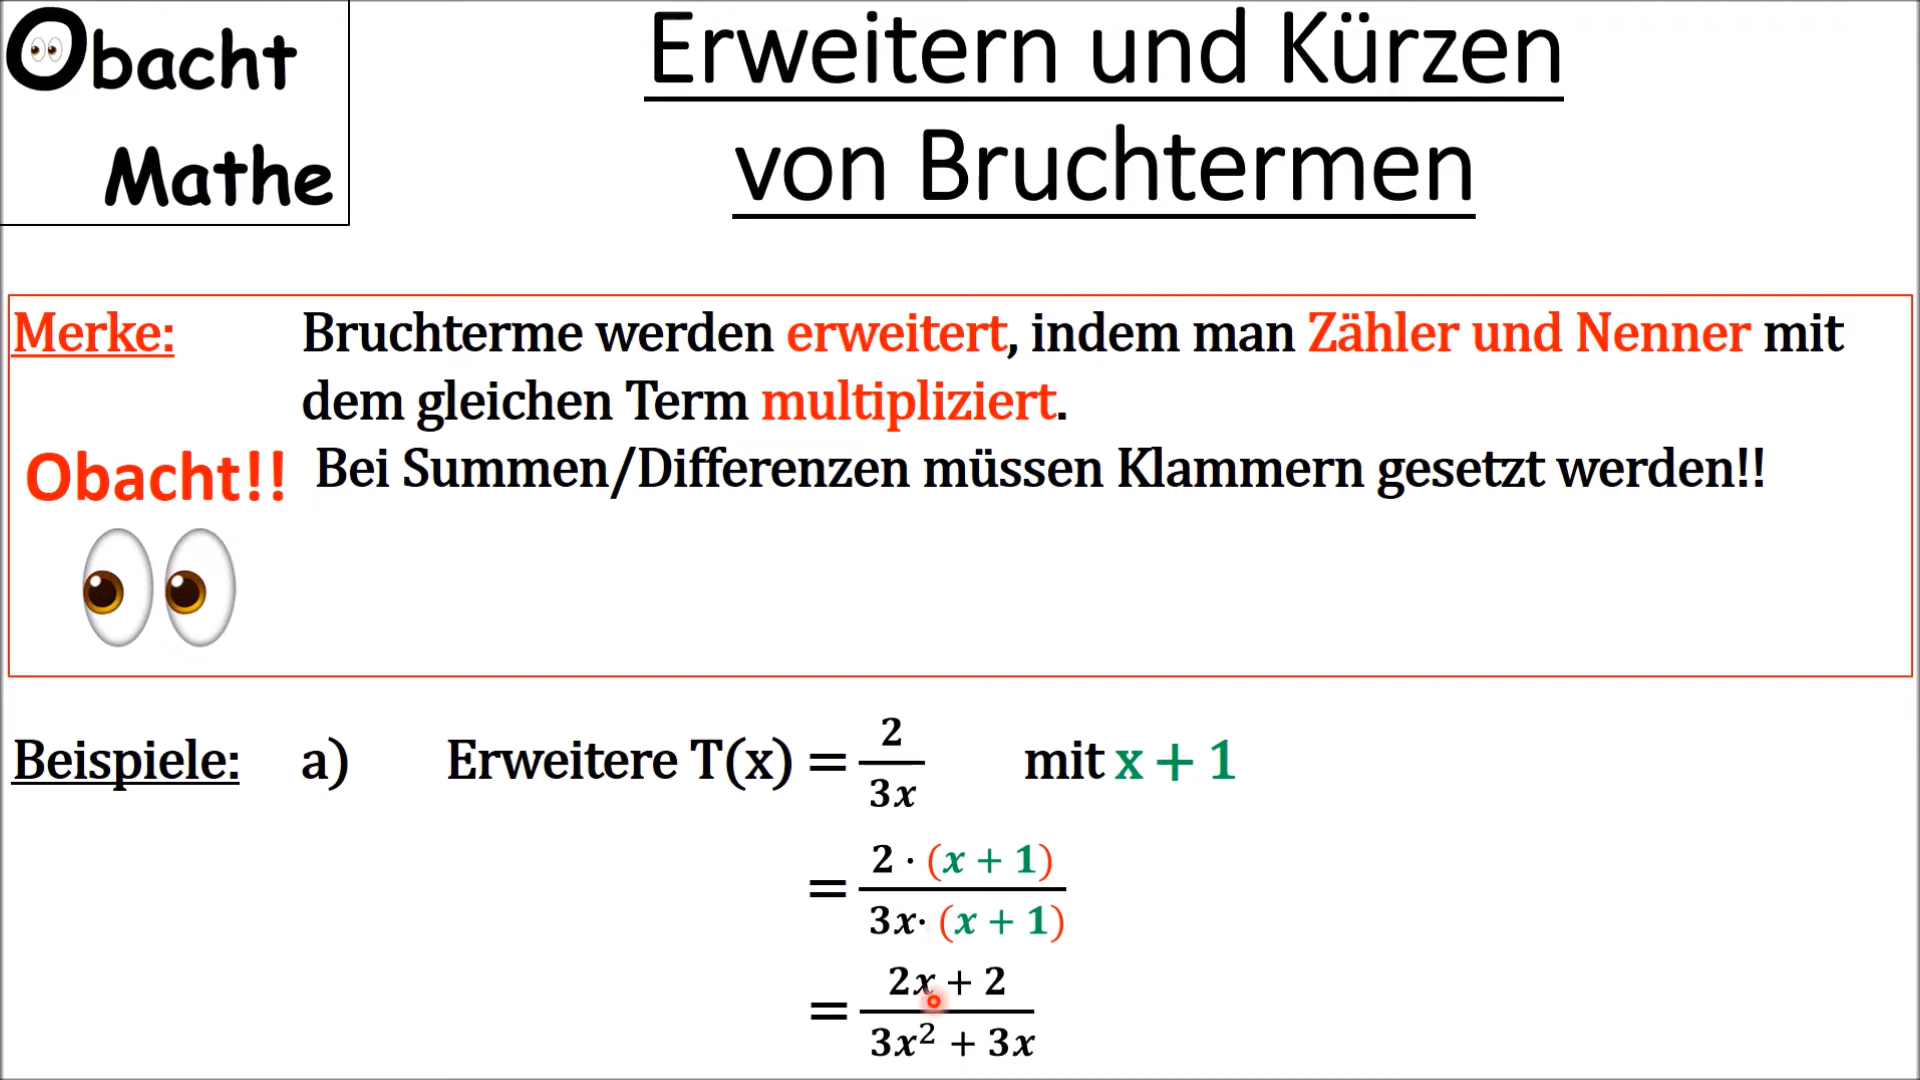 Obacht
Mathe
Erweitern und Kürzen
von Bruchtermen
Merke: Bruchterme werden erweitert, indem man Zähler und Nenner mit
dem gleichen Term multipliziert.
Obacht!! Bei Summen/Differenzen müssen Klammern gesetzt werden!!
Beispiele: a) Erweitere T(x) = 2/3x mit x + 1
= 2 · (x + 1)/3x· (x + 1)
= 2x + 2/3x² + 3x